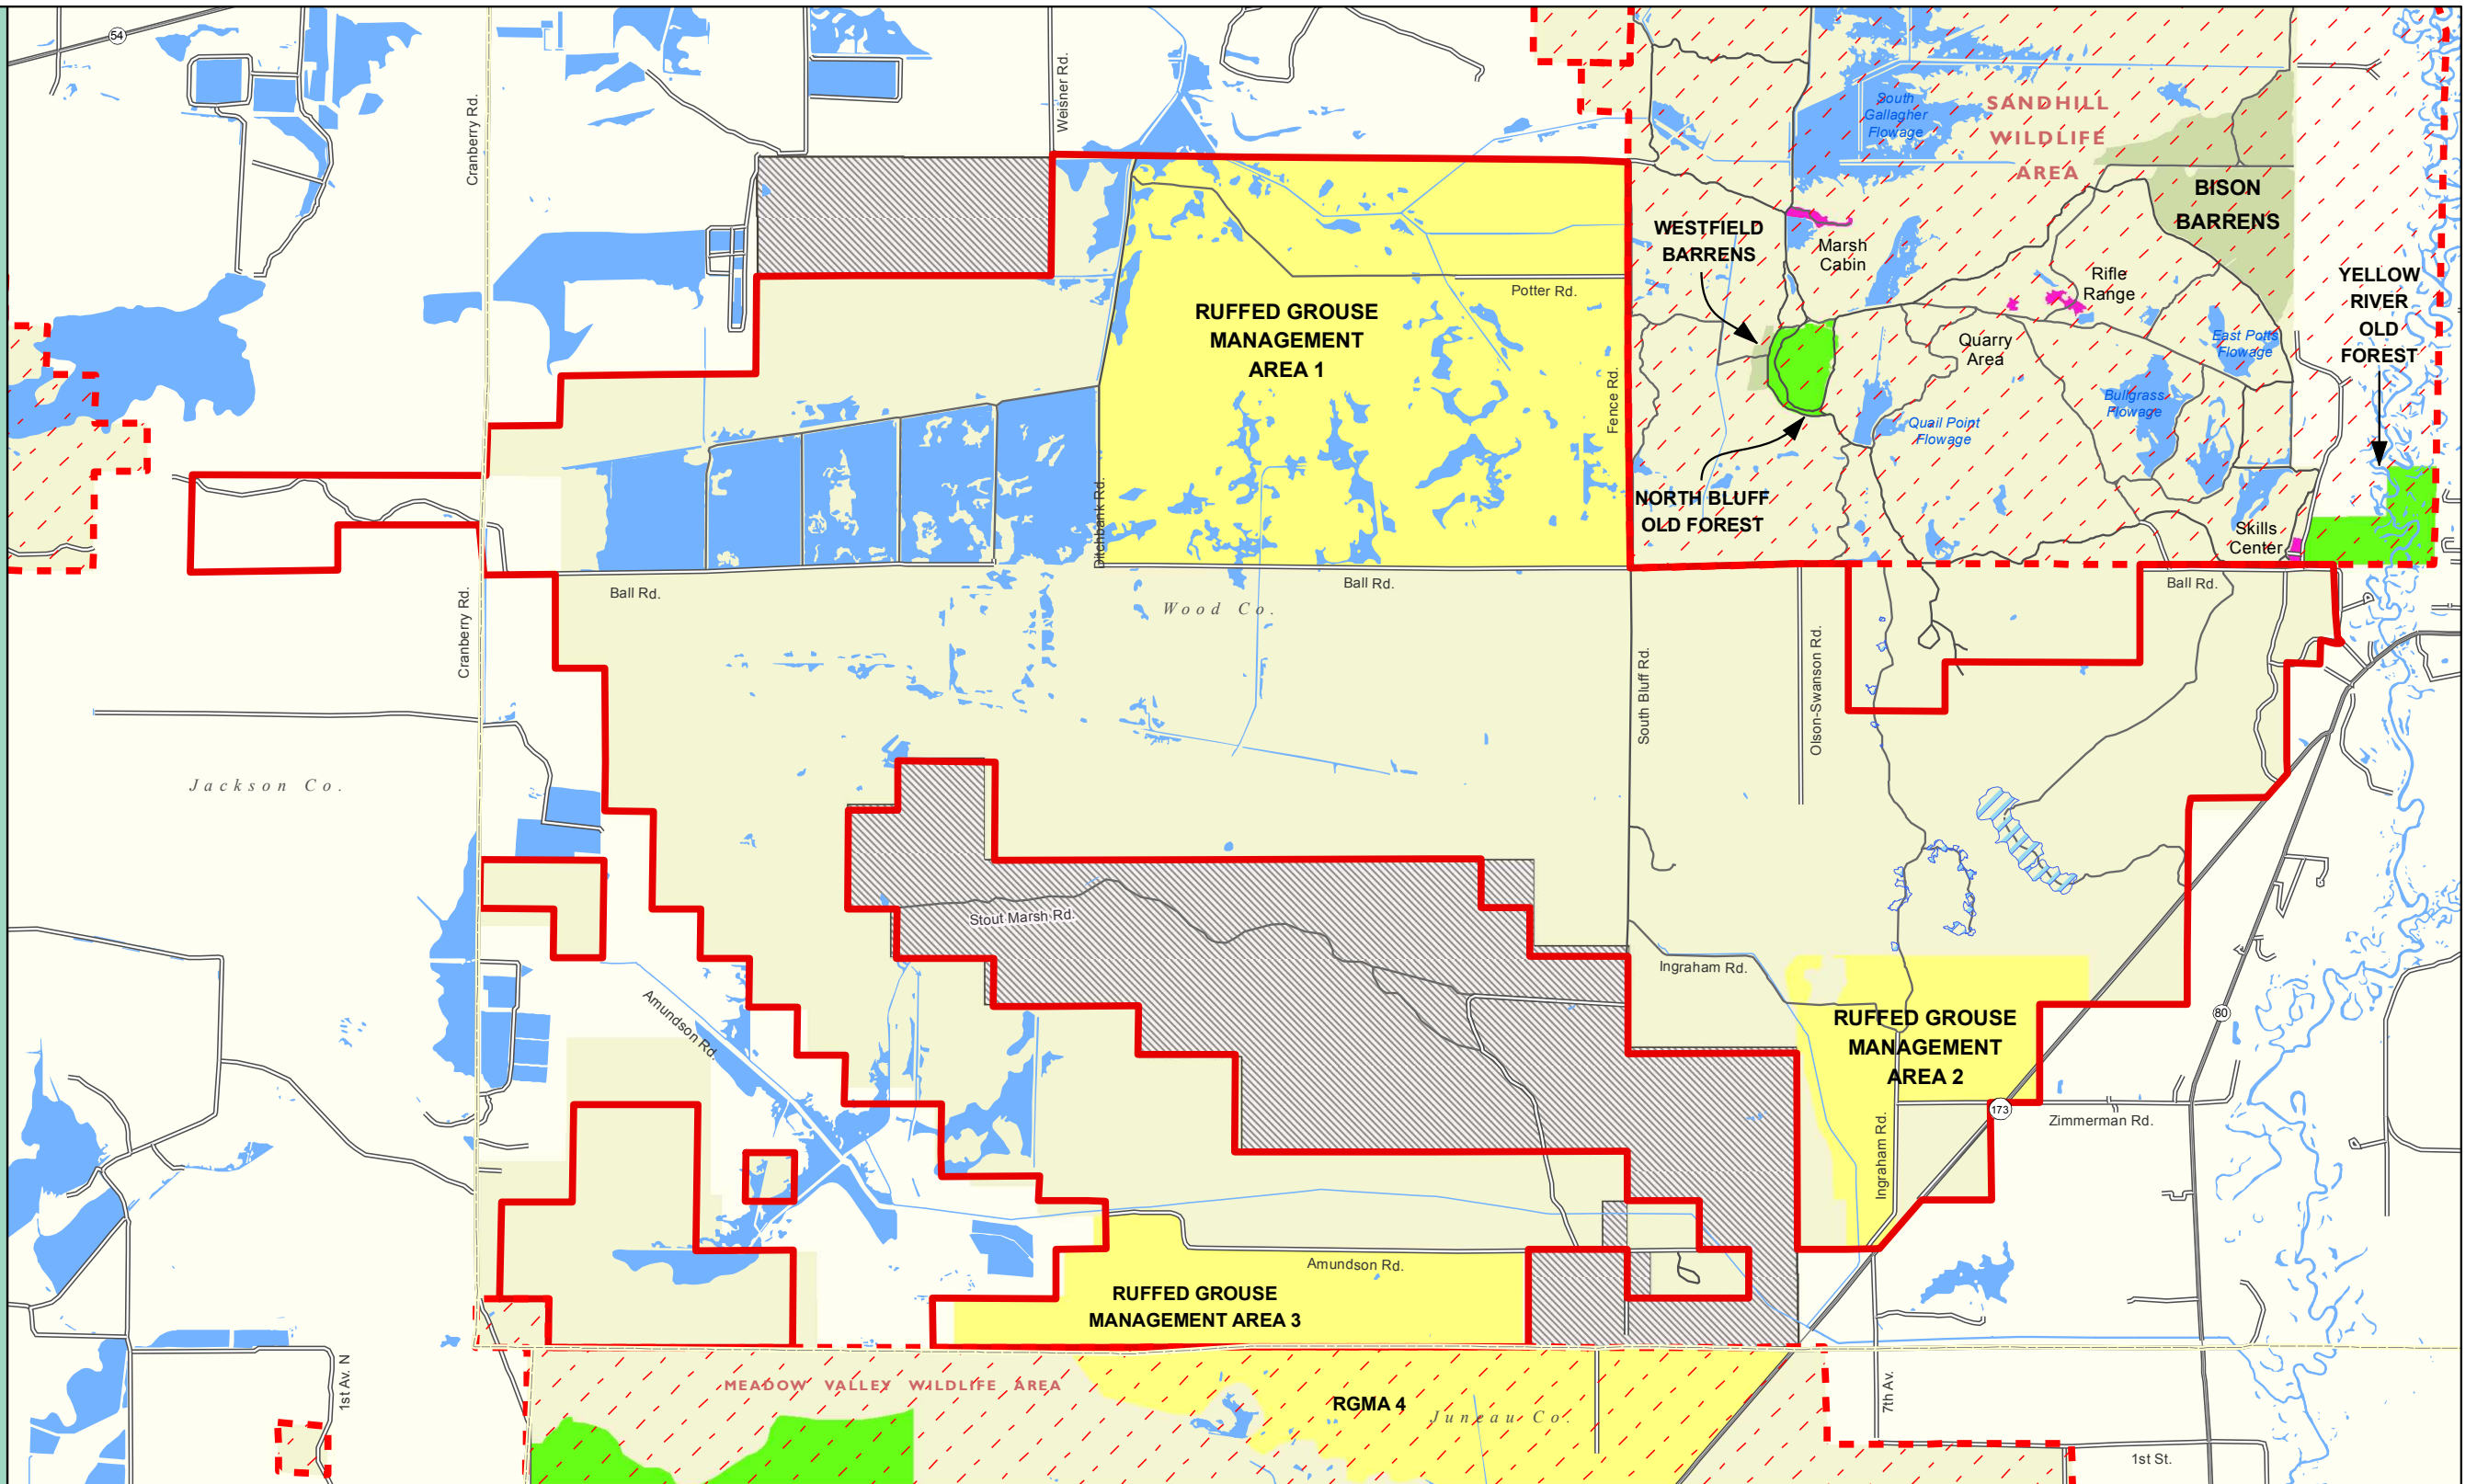 54
Cranberry Rd.
Weisner Rd.
South
Gallagher
Flowage
SANDHILL
WILDLIFE
AREA
BISON
BARRENS
WESTFIELD
BARRENS
Marsh
Cabin
Rifle
Range
YELLOW
RIVER
OLD
FOREST
Potter Rd.
RUFFED GROUSE
MANAGEMENT
AREA 1
Fence Rd.
Quarry
Area
East Potts
Flowage
Bullgrass
Flowage
Quail Point
Flowage
NORTH BLUFF
OLD FOREST
Ditchbank Rd.
Skills
Center
Ball Rd.
Ball Rd.
Ball Rd.
Wood Co.
Cranberry Rd.
South Bluff Rd.
Olson-Swanson Rd.
Jackson Co.
Stout Marsh Rd.
Ingraham Rd.
Amundson Rd.
RUFFED GROUSE
MANAGEMENT
AREA 2
80
173
Zimmerman Rd.
Ingraham Rd.
Amundson Rd.
RUFFED GROUSE
MANAGEMENT AREA 3
MEADOW VALLEY WILDLIFE AREA
RGMA 4
Juneau Co.
1st Av. N
7th Av.
1st St.